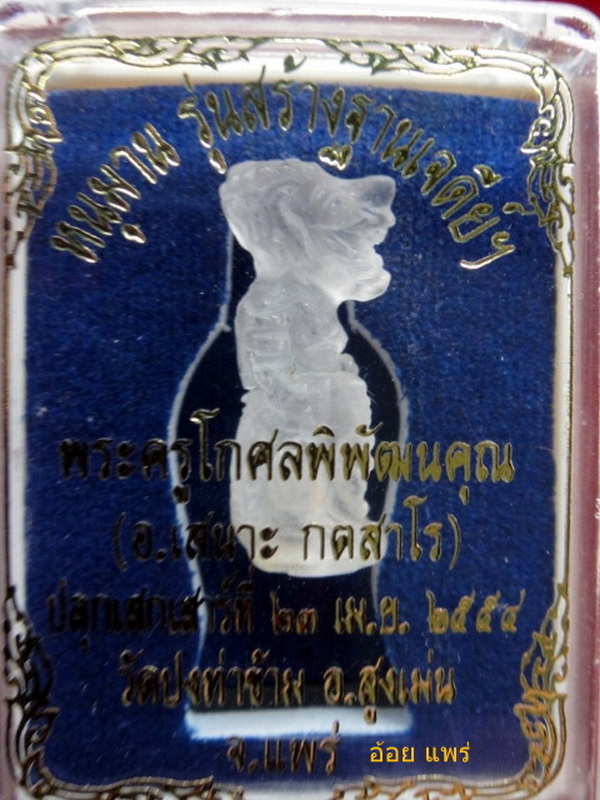 หนุมาน รุ่นสร้างฐานเจดีย์ฯ
พระครูโกศลพิพัฒนคุณ
(อ.เสนาะ กตสาโร)
ปลุกเสกเสาร์ที่ ๒๓ เม.ย. ๒๕๕๔
วัดปงท่าข้าม อ.สูงเม่น
จ.แพร่
อ้อย แพร่